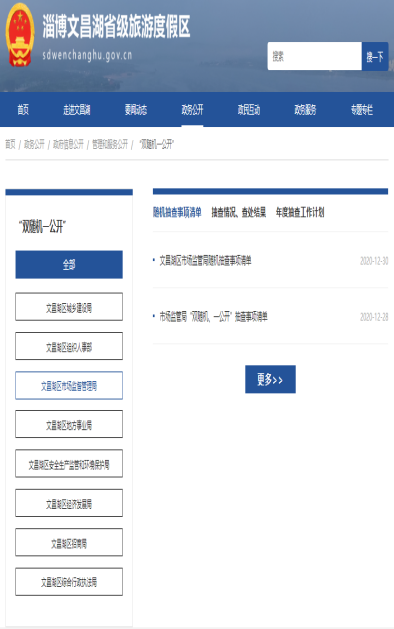 淄博文昌湖省级旅游度假区
sdwenchanghu.gov.cn
搜索
搜一下
首页 走进文昌湖 要闻动态 政务公开 政民互动 政务服务 专题专栏
首页 / 政务公开 / 政府信息公开 / 管理和服务公开 / “双随机一公开”
“双随机一公开”
全部
文昌湖区城乡建设局
文昌湖区组织人事部
文昌湖区市场监督管理局
文昌湖区地方事业局
文昌湖区安全生产监管和环境保护局
文昌湖区经济发展局
文昌湖区招商局
文昌湖区综合行政执法局
随机抽查事项清单 抽查情况、查处结果 年度抽查工作计划
文昌湖区市场监管局随机抽查事项清单 2020-12-30
市场监管局“双随机、一公开”抽查事项清单 2020-12-28
更多>>